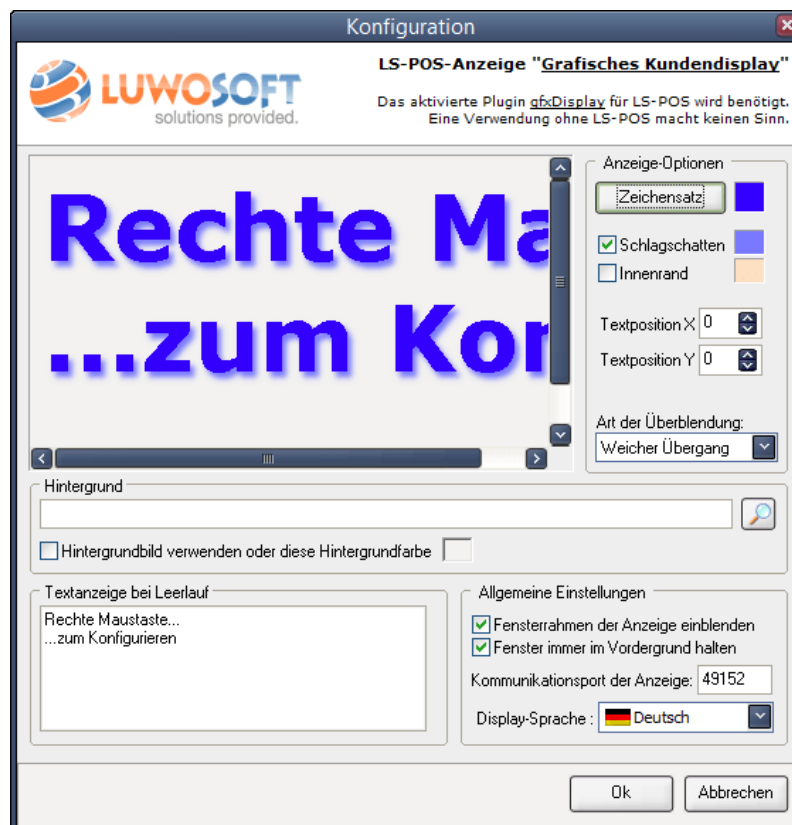 Konfiguration
LUWOSOFT
solutions provided.
LS-POS-Anzeige "Grafisches Kundendisplay"
Das aktivierte Plugin gfxDisplay für LS-POS wird benötigt.
Eine Verwendung ohne LS-POS macht keinen Sinn.
Rechte Ma
...zum Kon
Anzeige-Optionen
Zeichensatz
Schlagschatten
Innenrand
Textposition X 0
Textposition Y 0
Art der Überblendung:
Weicher Übergang
Hintergrund
Hintergrundbild verwenden oder diese Hintergrundfarbe
Textanzeige bei Leerlauf
Rechte Maustaste...
...zum Konfigurieren
Allgemeine Einstellungen
Fensterrahmen der Anzeige einblenden
Fenster immer im Vordergrund halten
Kommunikationsport der Anzeige: 49152
Display-Sprache : Deutsch
Ok
Abbrechen